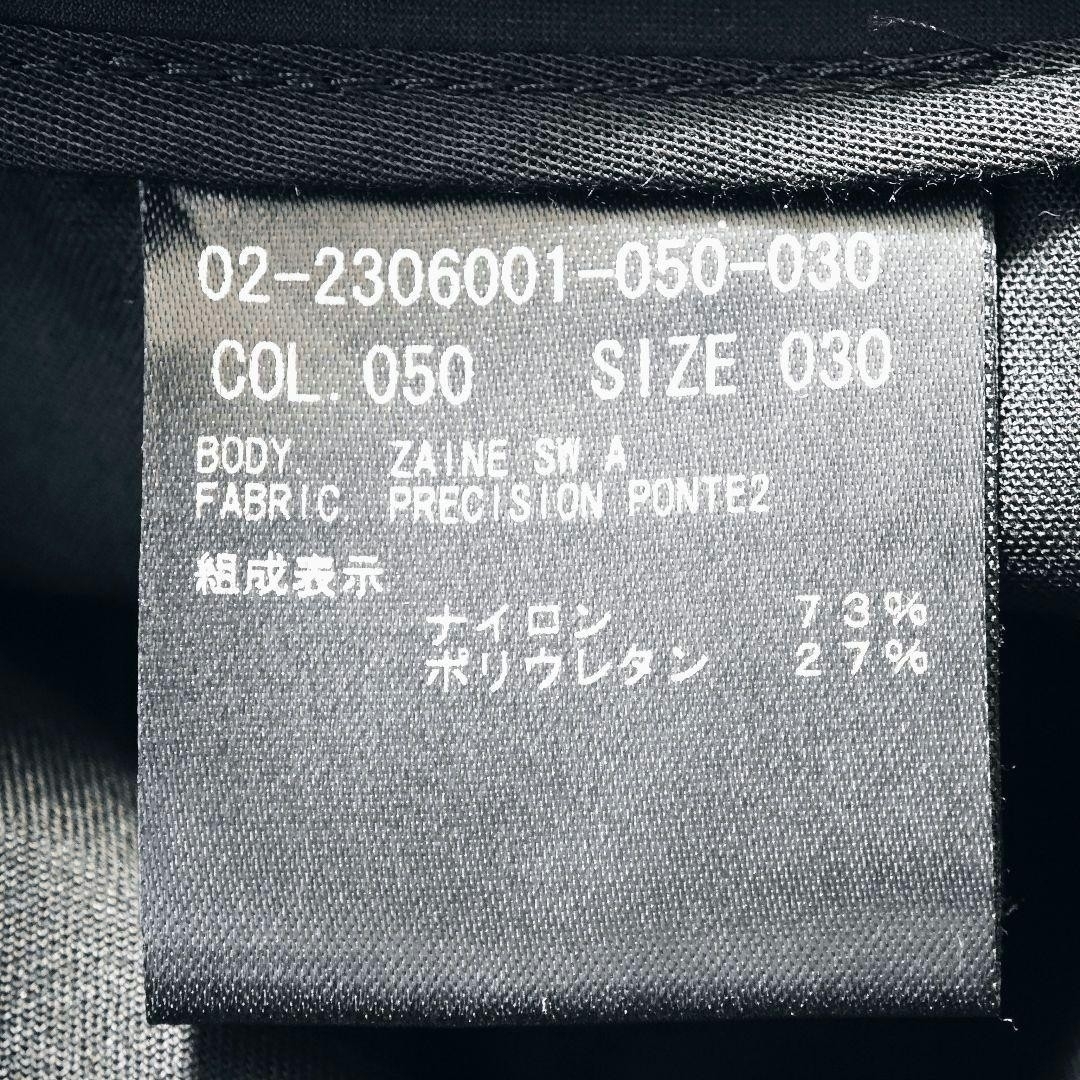 02-2306001-050-030
COL. 050 SIZE 030
BODY. ZAINE SW A
FABRIC PRECISION PONTE2
組成表示
ナイロン 73%
ポリウレタン 27%